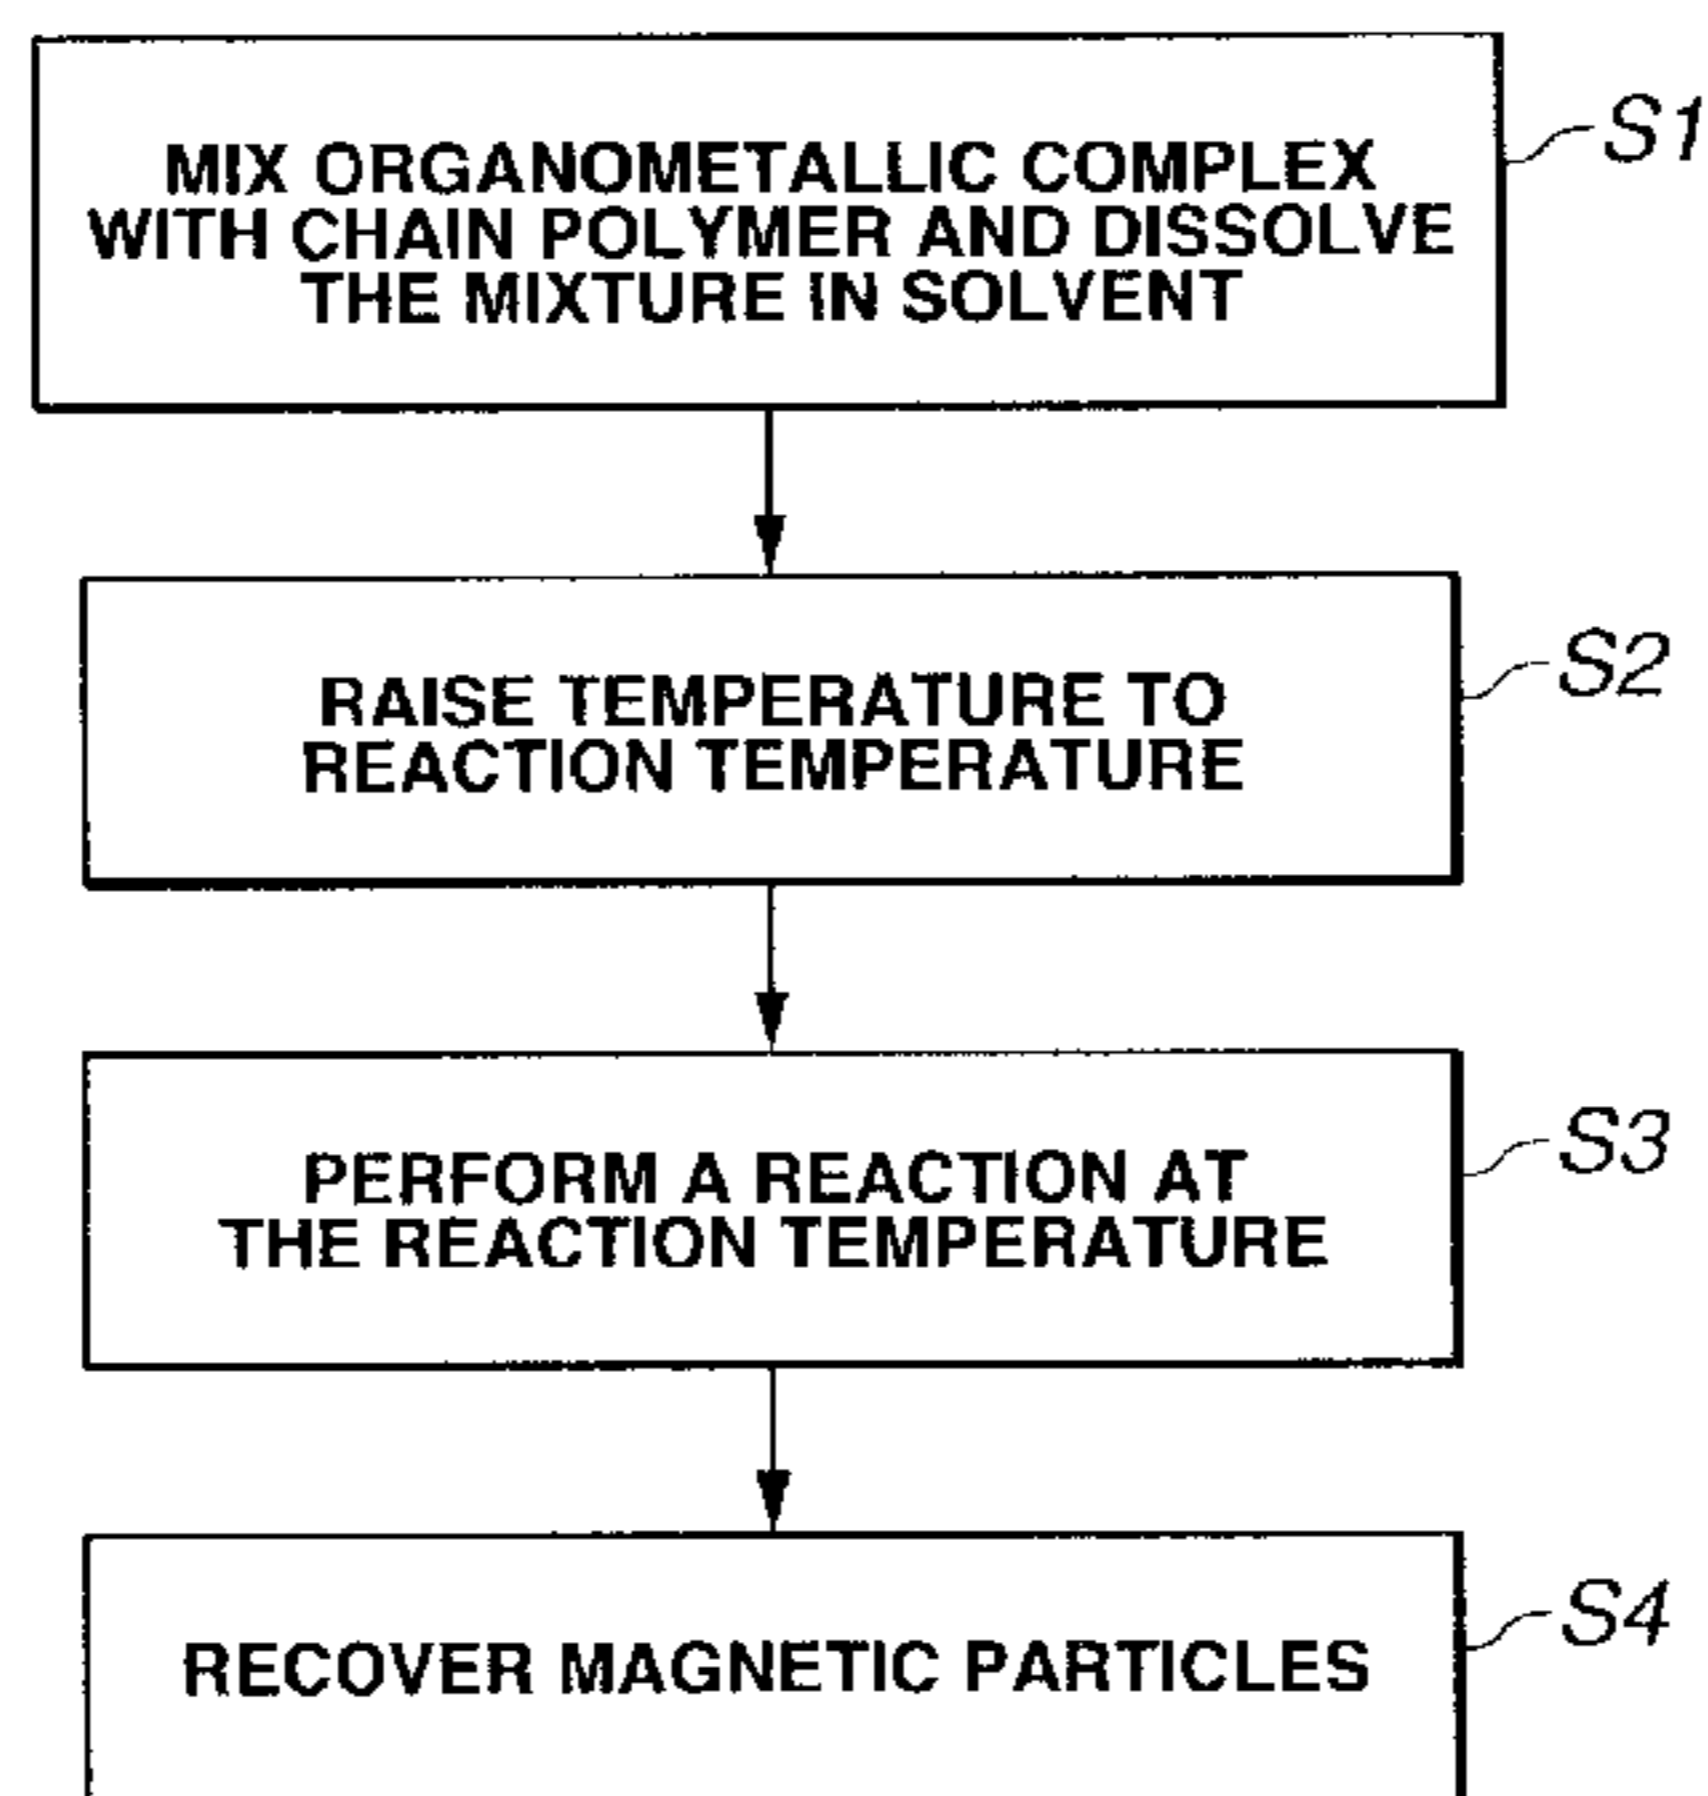 MIX ORGANOMETALLIC COMPLEX
WITH CHAIN POLYMER AND DISSOLVE
THE MIXTURE IN SOLVENT
S1
RAISE TEMPERATURE TO
REACTION TEMPERATURE
S2
PERFORM A REACTION AT
THE REACTION TEMPERATURE
S3
RECOVER MAGNETIC PARTICLES
S4